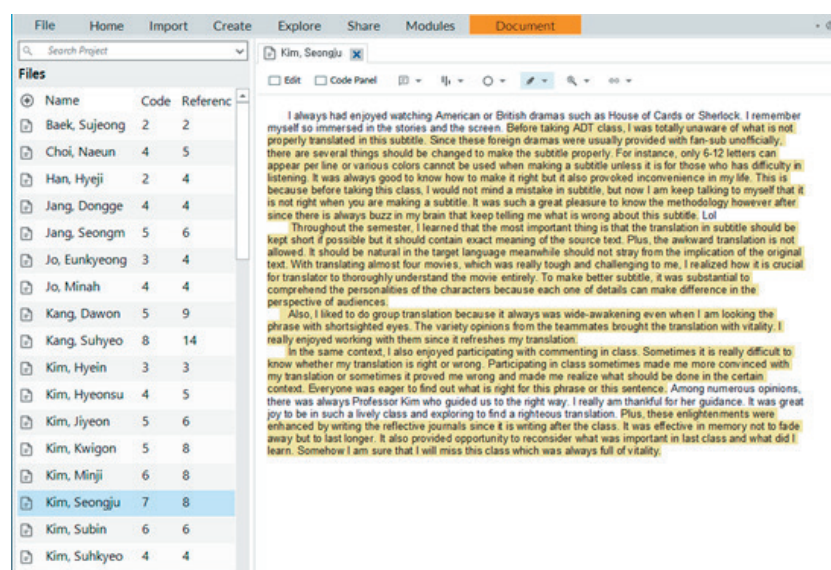 File Home Import Create Explore Share Modules Document
Search Project
Files
Name Code Referenc
Baek, Sujeong 2 2
Choi, Naeun 4 5
Han, Hyeji 2 4
Jang, Dongge 4 4
Jang, Seongm 5 6
Jo, Eunkyeong 3 4
Jo, Minah 4 4
Kang, Dawon 5 9
Kang, Suhyeo 8 14
Kim, Hyein 3 3
Kim, Hyeonsu 4 5
Kim, Jiyeon 5 6
Kim, Kwigon 5 8
Kim, Minji 6 8
Kim, Seongju 7 8
Kim, Subin 6 6
Kim, Suhkyeo 4 4
Kim, Seongju
Edit Code Panel
I always had enjoyed watching American or British dramas such as House of Cards or Sherlock. I remember
myself so immersed in the stories and the screen. Before taking ADT class, I was totally unaware of what is not
properly translated in this subtitle. Since these foreign dramas were usually provided with fan-sub unofficially,
there are several things should be changed to make the subtitle properly. For instance, only 6-12 letters can
appear per line or various colors cannot be used when making a subtitle unless it is for those who has difficulty in
listening. It was always good to know how to make it right but it also provoked inconvenience in my life. This is
because before taking this class, I would not mind a mistake in subtitle, but now I am keep talking to myself that it
is not right when you are making a subtitle. It was such a great pleasure to know the methodology however after
since there is always buzz in my brain that keep telling me what is wrong about this subtitle. Lol
Throughout the semester, I learned that the most important thing is that the translation in subtitle should be
kept short if possible but it should contain exact meaning of the source text. Plus, the awkward translation is not
allowed. It should be natural in the target language meanwhile should not stray from the implication of the original
text. With translating almost four movies, which was really tough and challenging to me, I realized how it is crucial
for translator to thoroughly understand the movie entirely. To make better subtitle, it was substantial to
comprehend the personalities of the characters because each one of details can make difference in the
perspective of audiences.
Also, I liked to do group translation because it always was wide-awakening even when I am looking the
phrase with shortsighted eyes. The variety opinions from the teammates brought the translation with vitality. I
really enjoyed working with them since it refreshes my translation.
In the same context, I also enjoyed participating with commenting in class. Sometimes it is really difficult to
know whether my translation is right or wrong. Participating in class sometimes made me more convinced with
my translation or sometimes it proved me wrong and made me realize what should be done in the certain
context. Everyone was eager to find out what is right for this phrase or this sentence. Among numerous opinions,
there was always Professor Kim who guided us to the right way. I really am thankful for her guidance. It was great
joy to be in such a lively class and exploring to find a righteous translation. Plus, these enlightenments were
enhanced by writing the reflective journals since it is writing after the class. It was effective in memory not to fade
away but to last longer. It also provided opportunity to reconsider what was important in last class and what did I
learn. Somehow I am sure that I will miss this class which was always full of vitality.